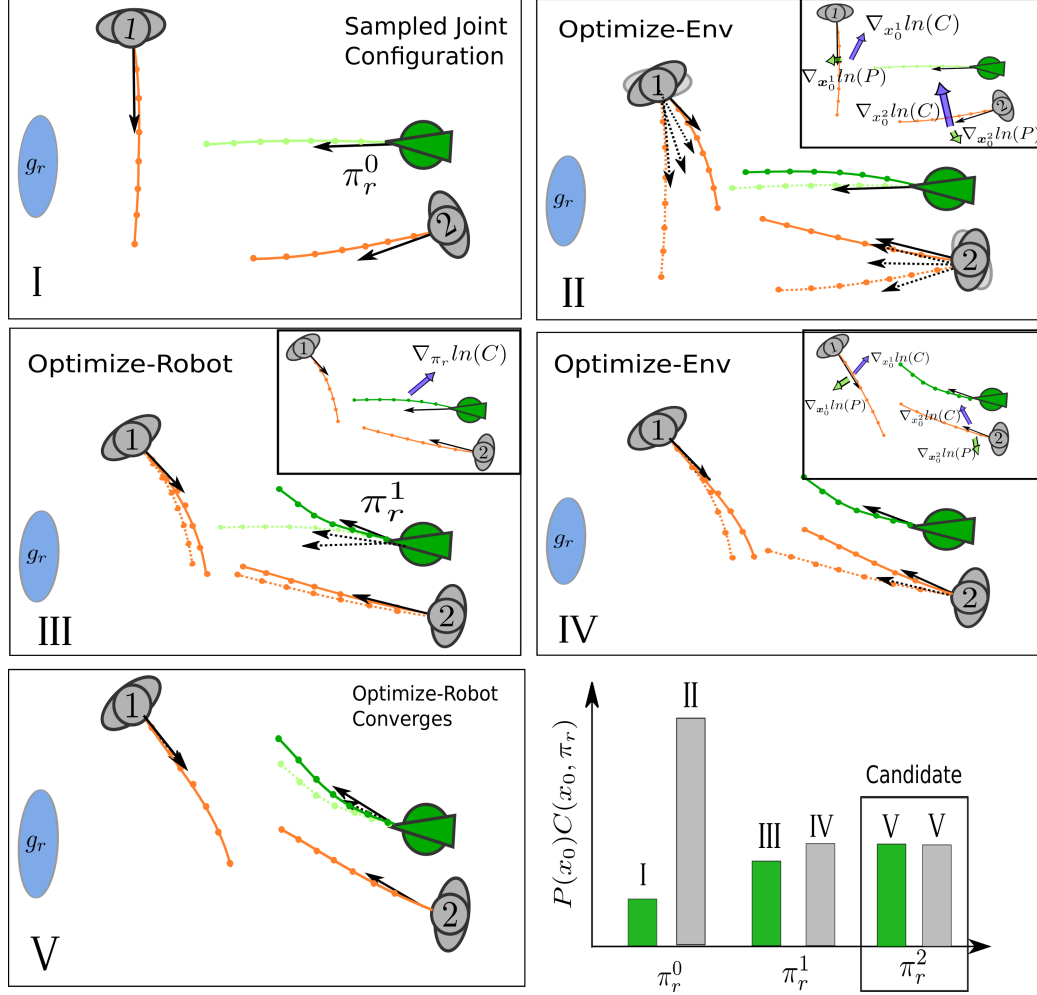 1
Sampled Joint
Configuration
g_r
π_r^0
2
I
Optimize-Env
1
∇_{x_0^1} ln(C)
∇_{x_0^1} ln(P)
∇_{x_0^2} ln(C)
∇_{x_0^2} ln(P)
1
g_r
2
II
Optimize-Robot
1
∇_{π_r} ln(C)
2
1
π_r^1
g_r
2
III
Optimize-Env
1
∇_{x_0^1} ln(C)
∇_{x_0^1} ln(P)
∇_{x_0^2} ln(C)
2
∇_{x_0^2} ln(P)
1
g_r
2
IV
1
Optimize-Robot
Converges
g_r
2
V
P(x_0)C(x_0, π_r)
II
Candidate
I
III
IV
V
V
π_r^0
π_r^1
π_r^2